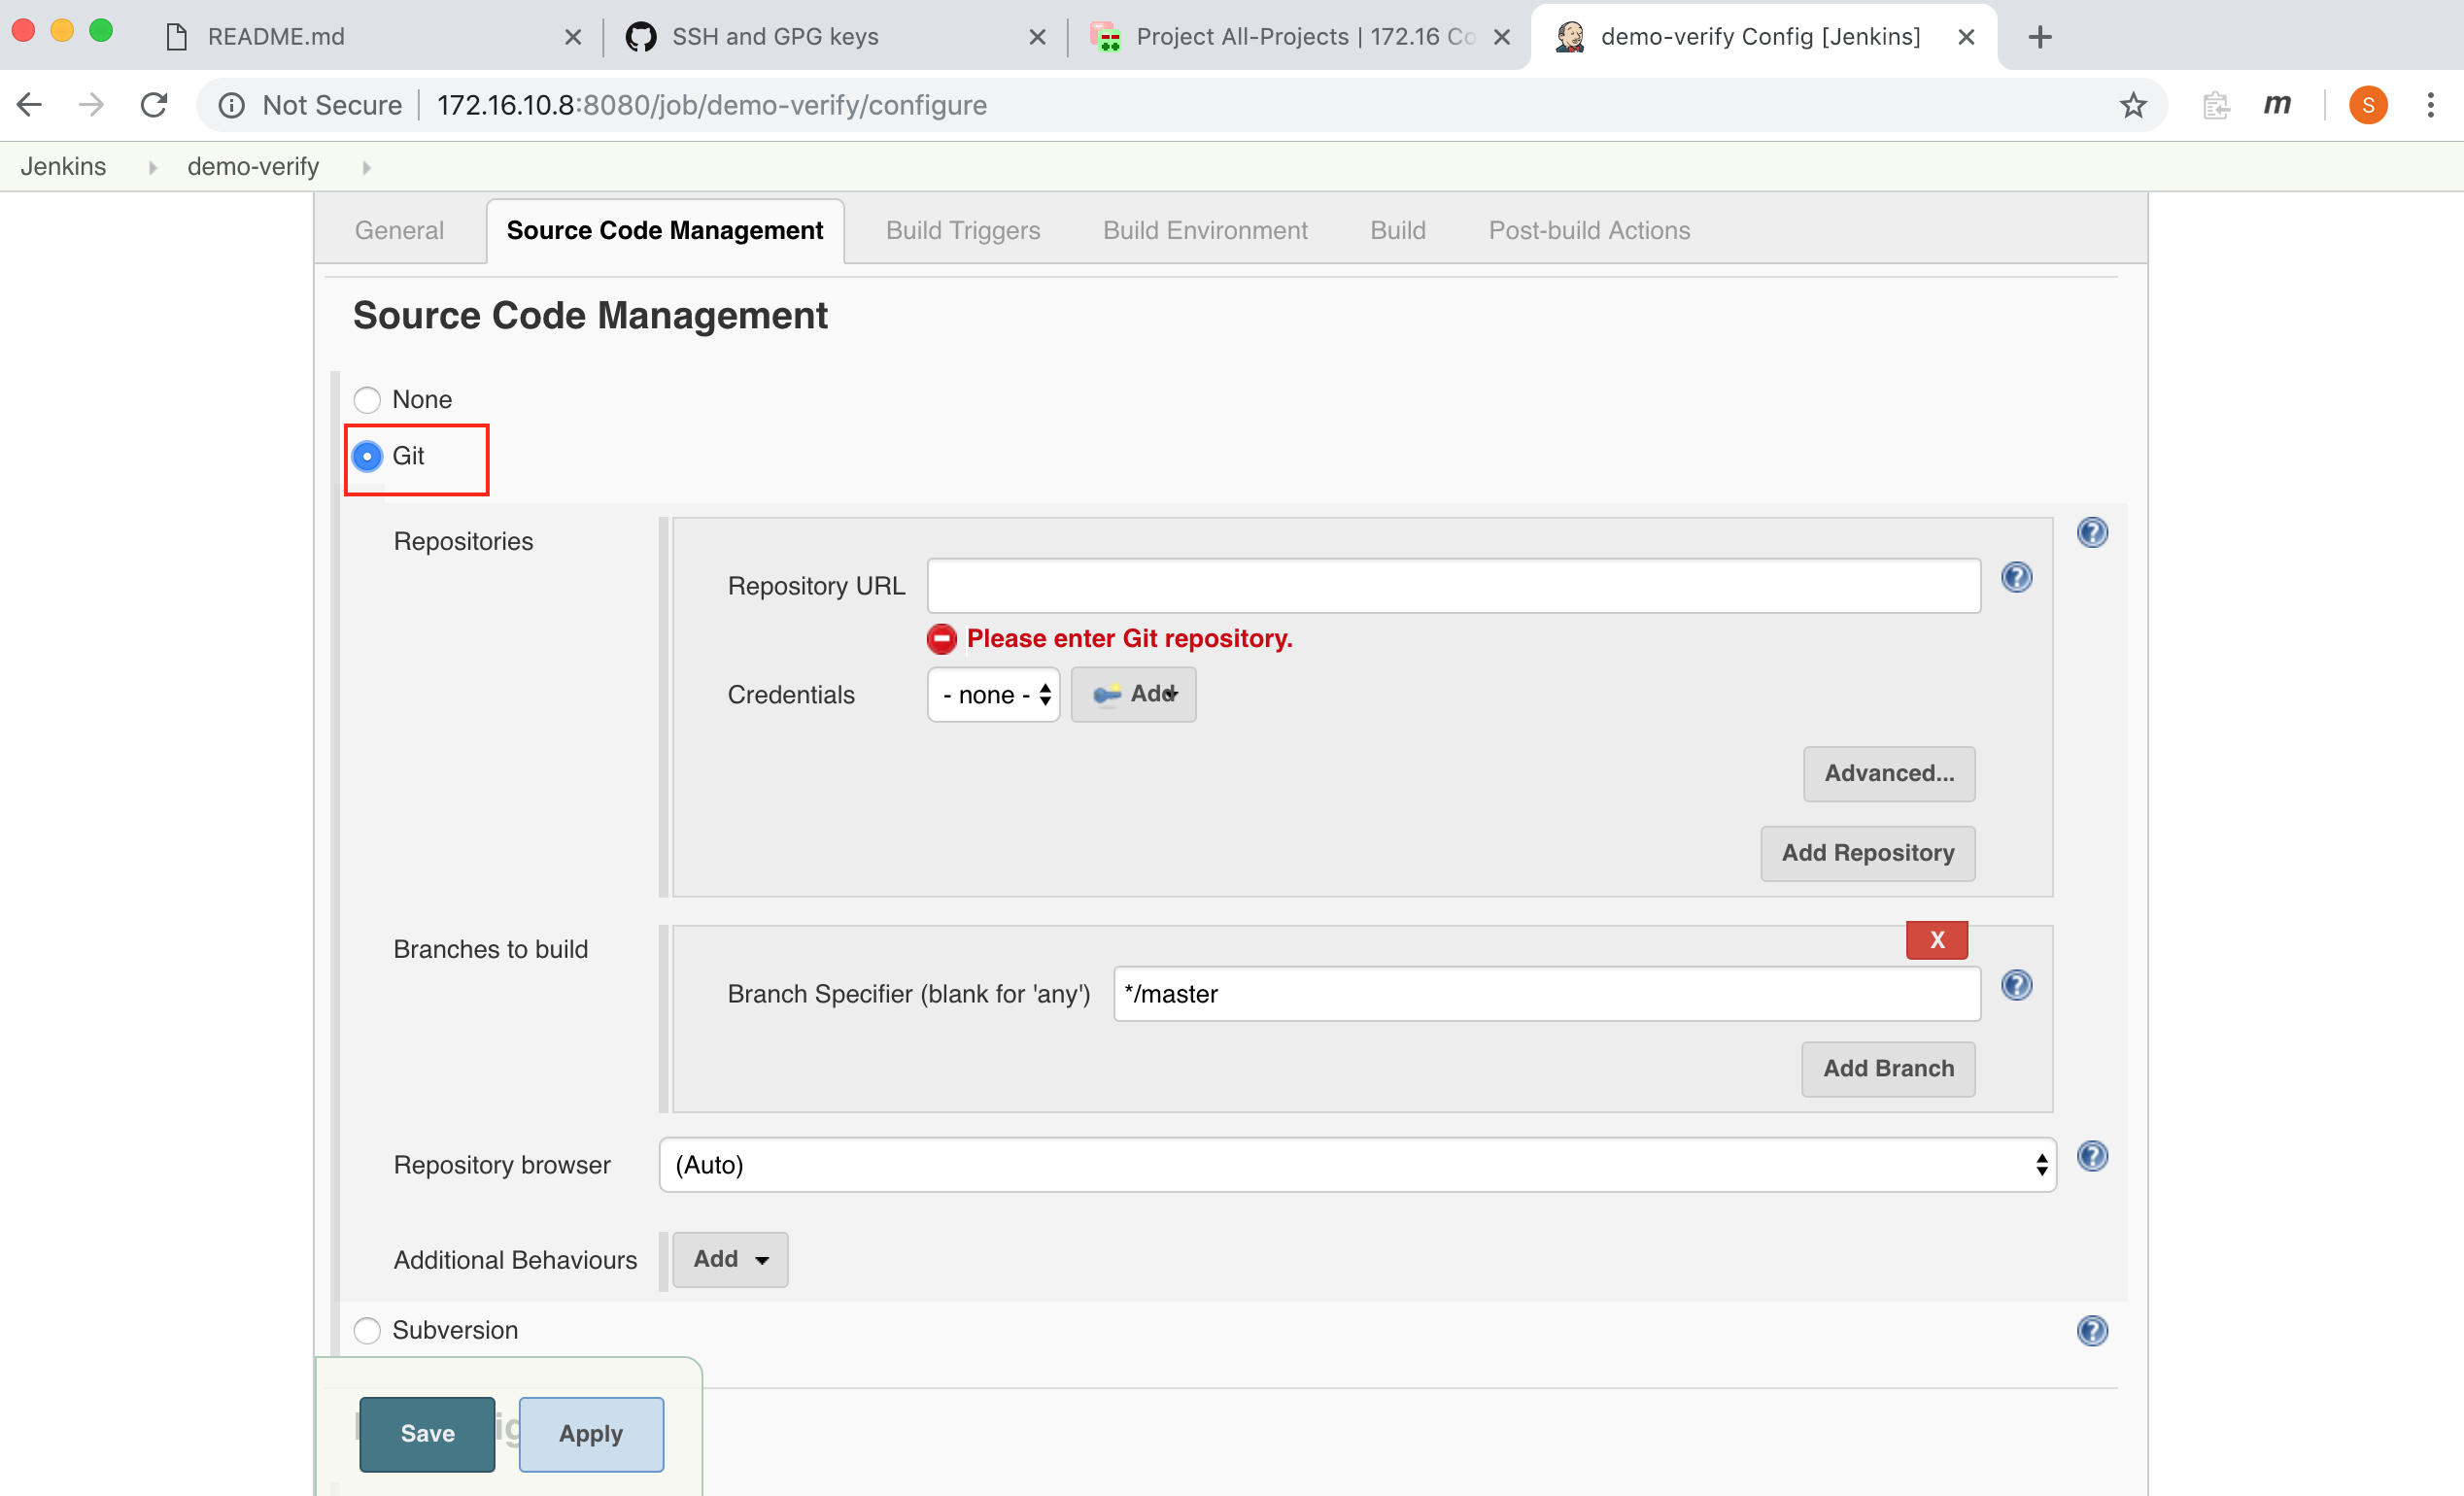 README.md
SSH and GPG keys
Project All-Projects | 172.16 Co
demo-verify Config [Jenkins]
Not Secure
172.16.10.8:8080/job/demo-verify/configure
m
S
Jenkins
demo-verify
General
Source Code Management
Build Triggers
Build Environment
Build
Post-build Actions
Source Code Management
None
Git
Repositories
Repository URL
Please enter Git repository.
Credentials
- none -
Add
Advanced...
Add Repository
Branches to build
X
Branch Specifier (blank for 'any')
*/master
Add Branch
Repository browser
(Auto)
Additional Behaviours
Add
Subversion
Save
Apply